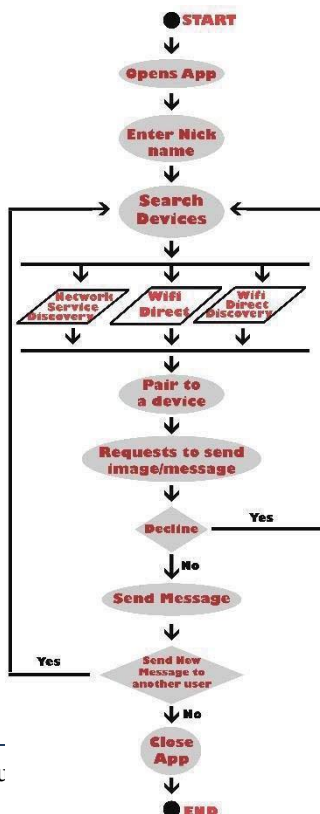 START
Opens App
Enter Nick
name
Search
Devices
Network
Service
Discovery
Wifi
Direct
Wifi
Direct
Discovery
Pair to
a device
Requests to send
image/message
Decline
Yes
No
Send Message
Send New
Message to
another user
Yes
No
Close
App
END